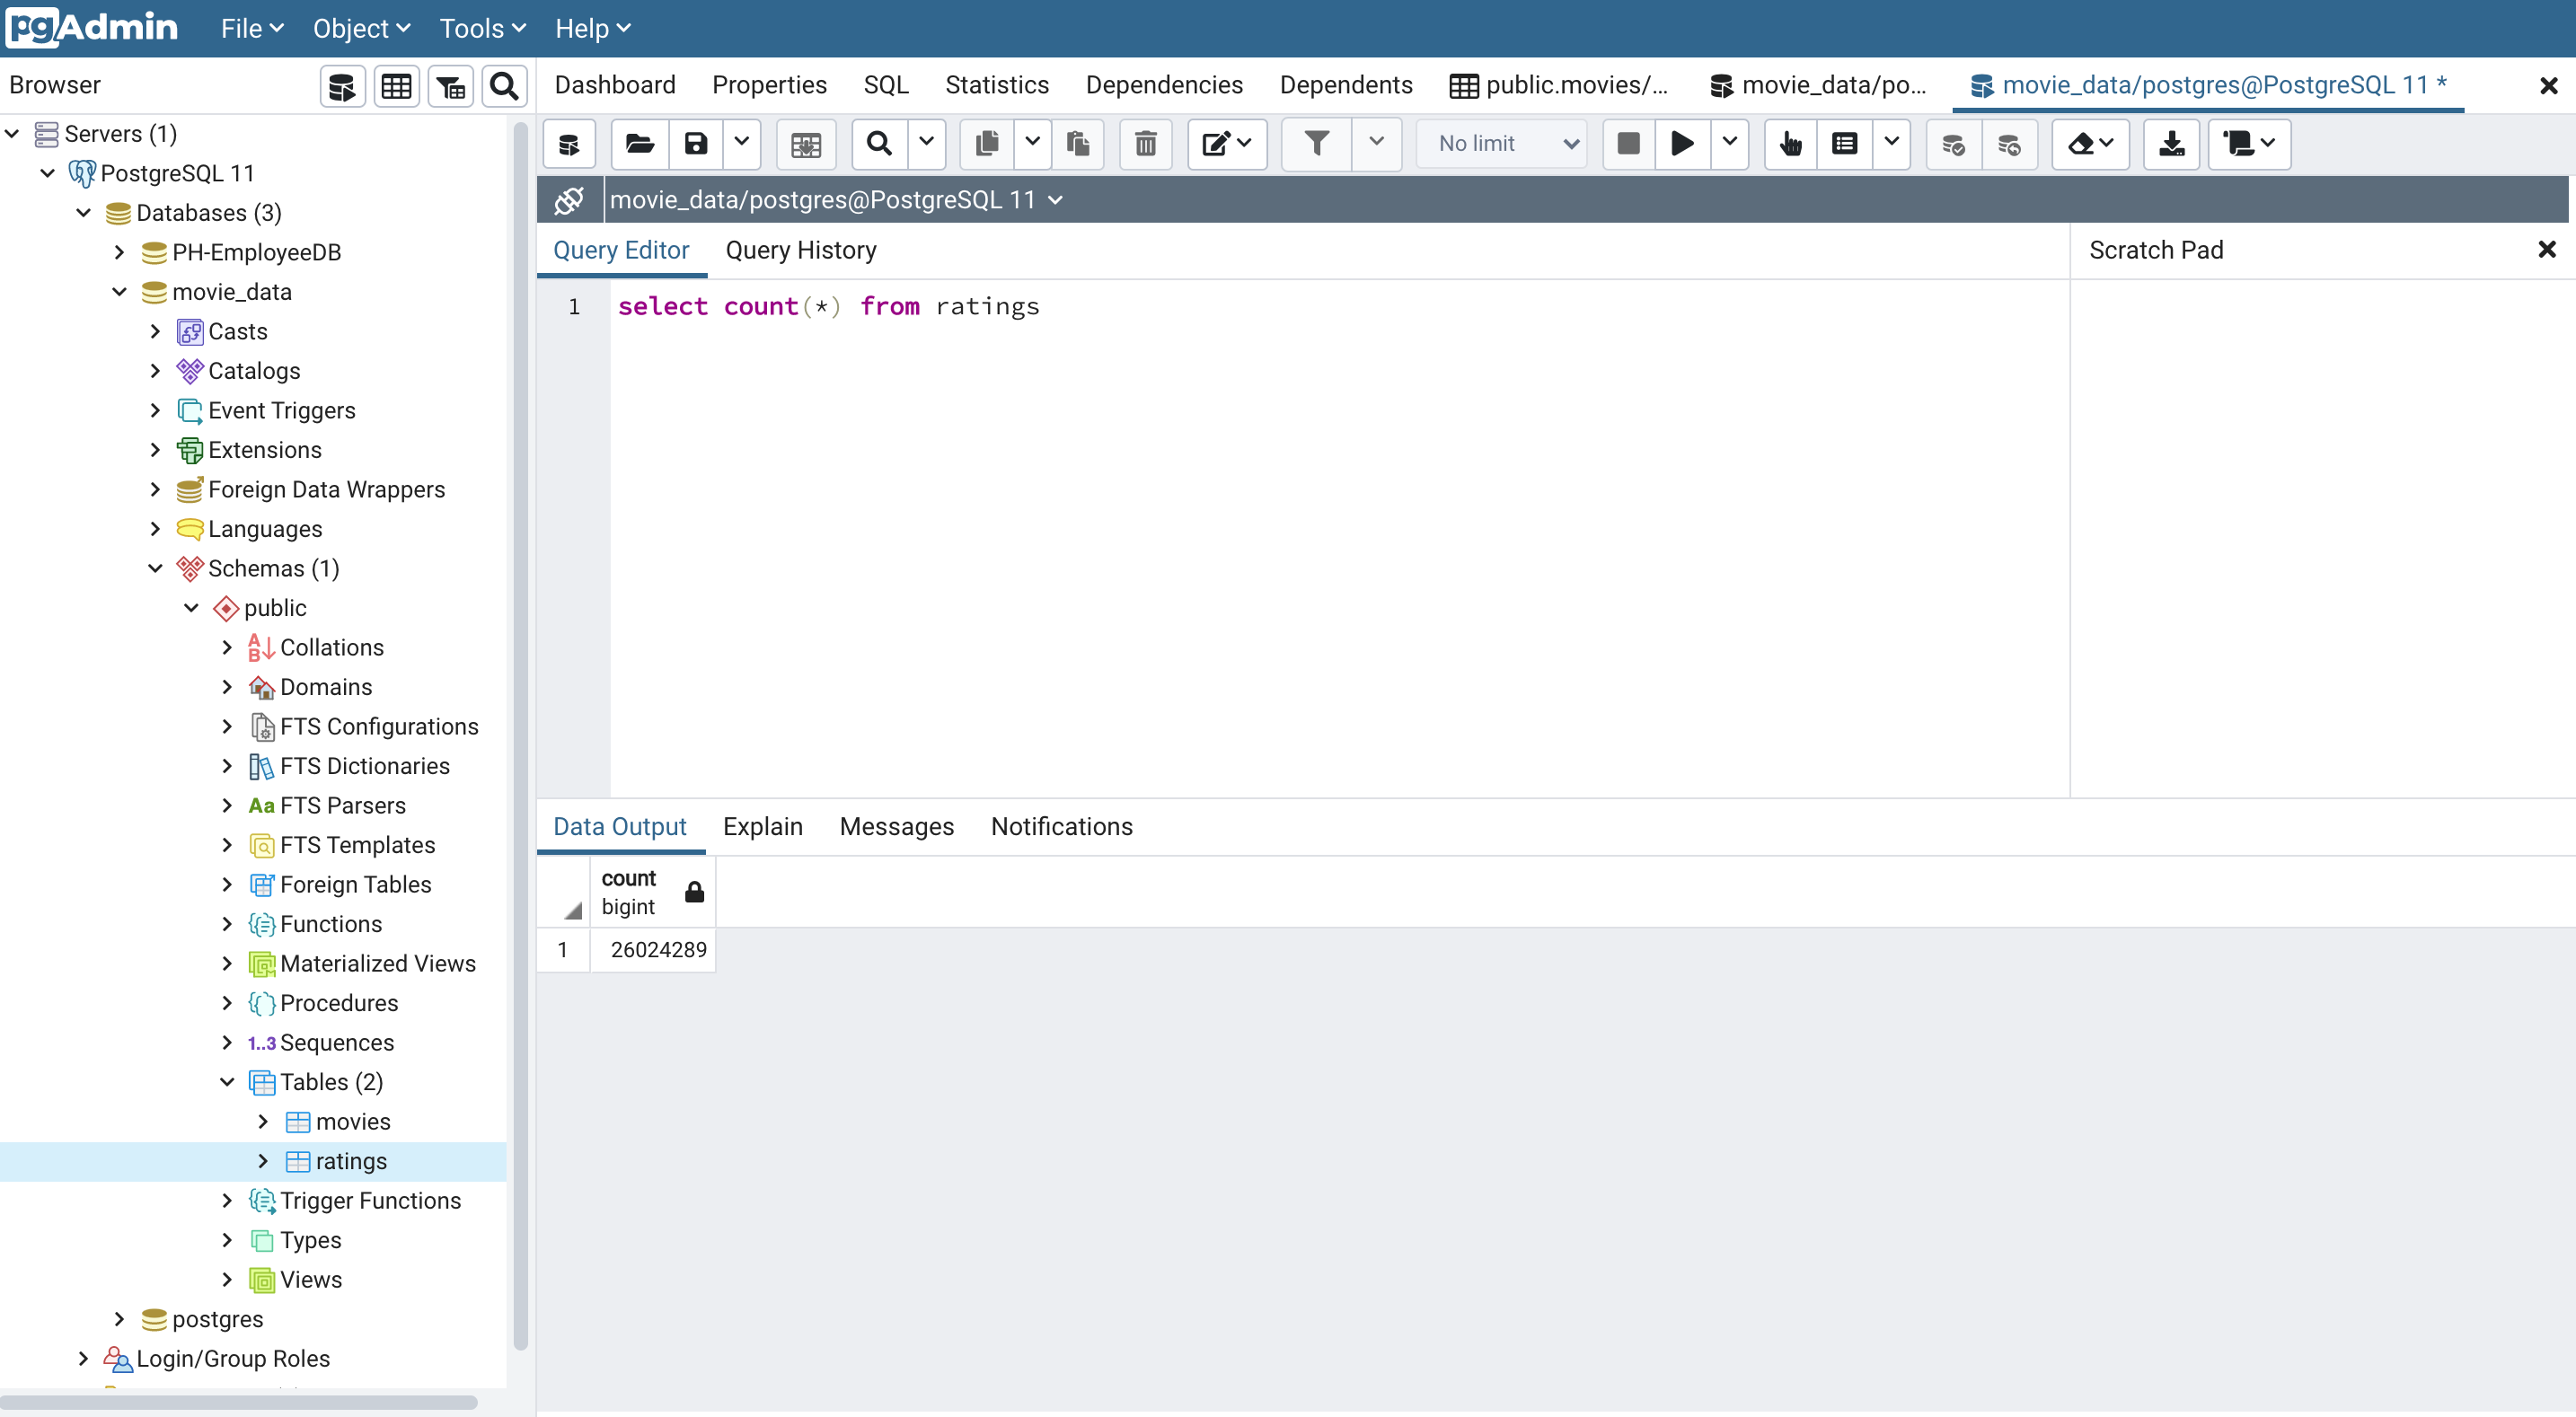 pgAdmin File Object Tools Help
Browser
Dashboard Properties SQL Statistics Dependencies Dependents public.movies/... movie_data/po... movie_data/postgres@PostgreSQL 11 *
Servers (1)
PostgreSQL 11
Databases (3)
PH-EmployeeDB
movie_data
Casts
Catalogs
Event Triggers
Extensions
Foreign Data Wrappers
Languages
Schemas (1)
public
Collations
Domains
FTS Configurations
FTS Dictionaries
Aa FTS Parsers
FTS Templates
Foreign Tables
Functions
Materialized Views
Procedures
1..3 Sequences
Tables (2)
movies
ratings
Trigger Functions
Types
Views
postgres
Login/Group Roles
No limit
movie_data/postgres@PostgreSQL 11
Query Editor Query History
Scratch Pad
1 select count(*) from ratings
Data Output Explain Messages Notifications
count
bigint
1 26024289